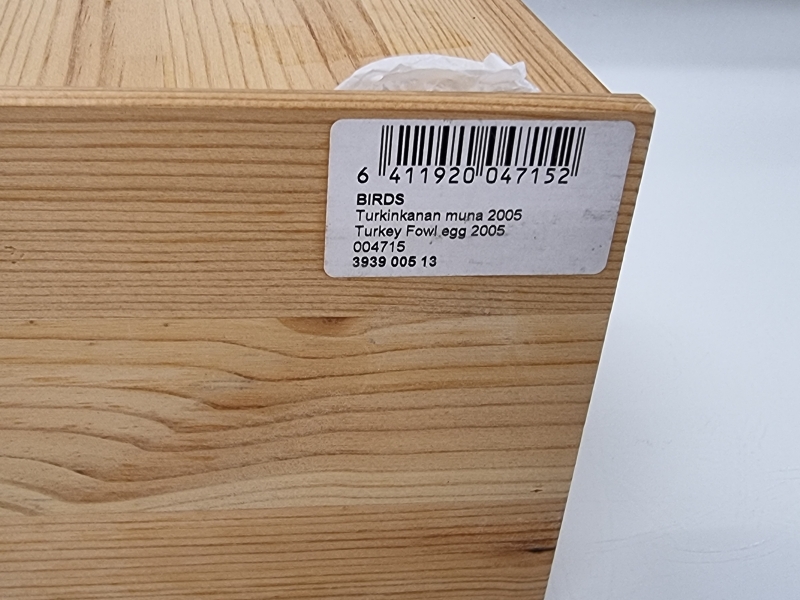 6 411920 047152
BIRDS
Turkinkanan muna 2005
Turkey Fowl egg 2005
004715
3939 005 13